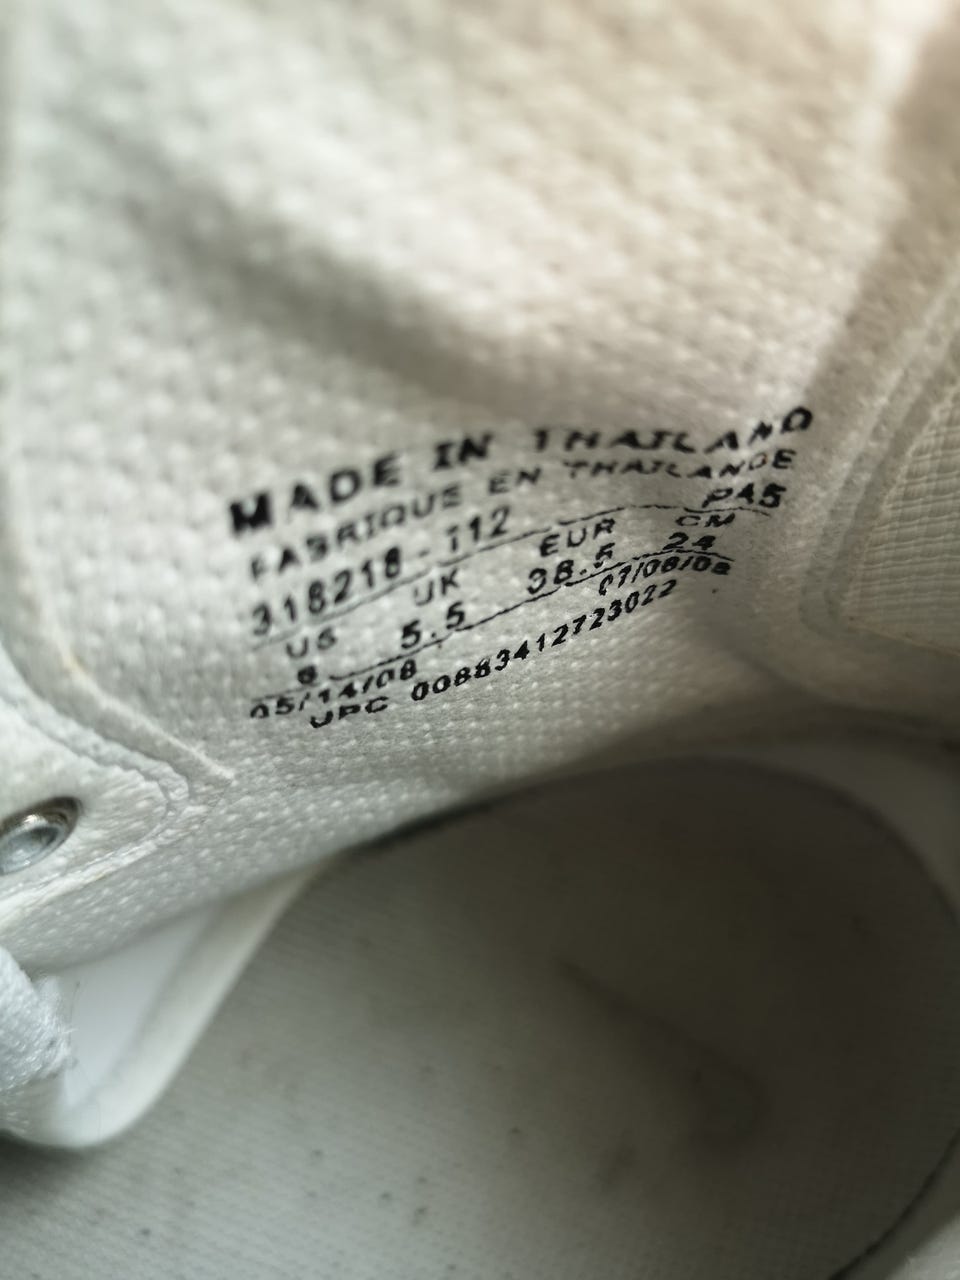 MADE IN THAILAND
FABRIQUE EN THAILANDE
318218-112 PA5
US UK EUR CM
6 5.5 38.5 24
05/14/08 07/08/08
UPC 00883412723022